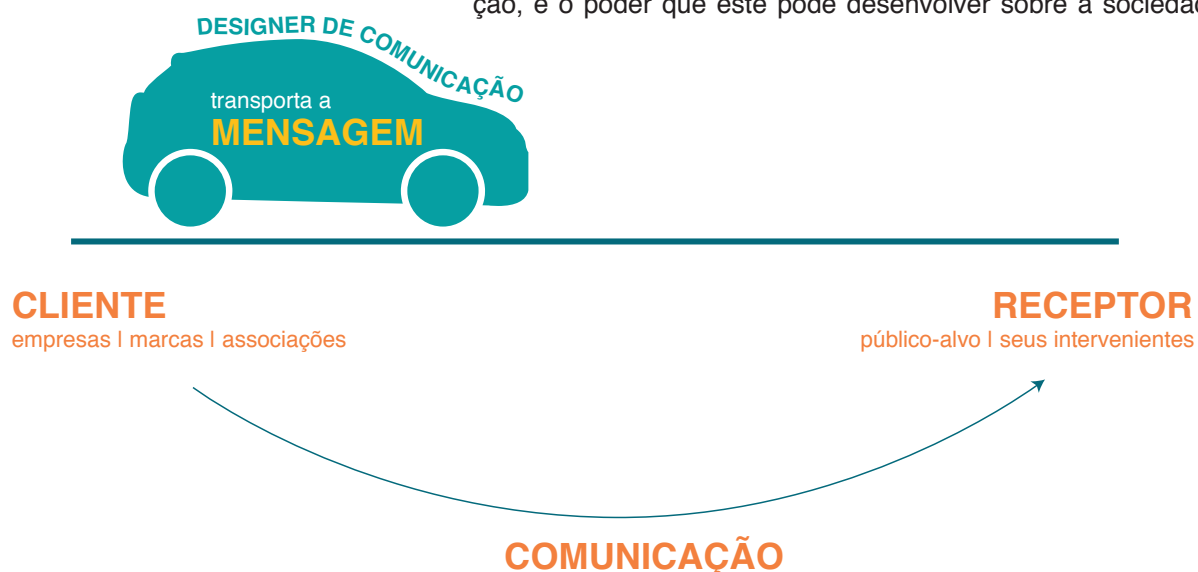 ção, e o poder que este pode desenvolver sobre a
DESIGNER DE COMUNICAÇÃO
transporta a
MENSAGEM
CLIENTE
empresas | marcas | associações
RECEPTOR
público-alvo | seus intervenientes
COMUNICAÇÃO